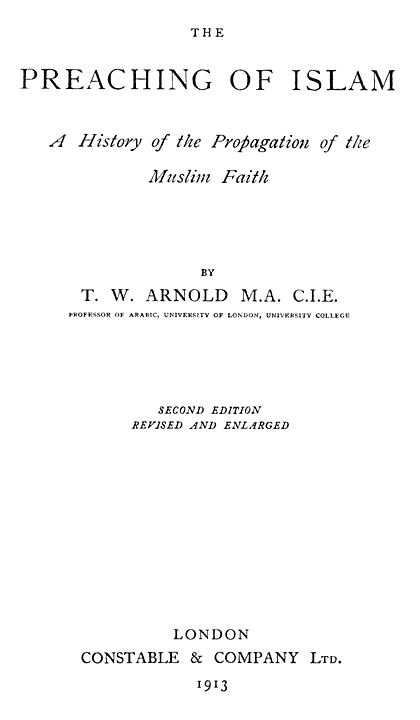 THE
PREACHING OF ISLAM
A History of the Propagation of the
Muslim Faith
BY
T. W. ARNOLD M.A. C.I.E.
PROFESSOR OF ARABIC, UNIVERSITY OF LONDON, UNIVERSITY COLLEGE
SECOND EDITION
REVISED AND ENLARGED
LONDON
CONSTABLE & COMPANY LTD.
1913